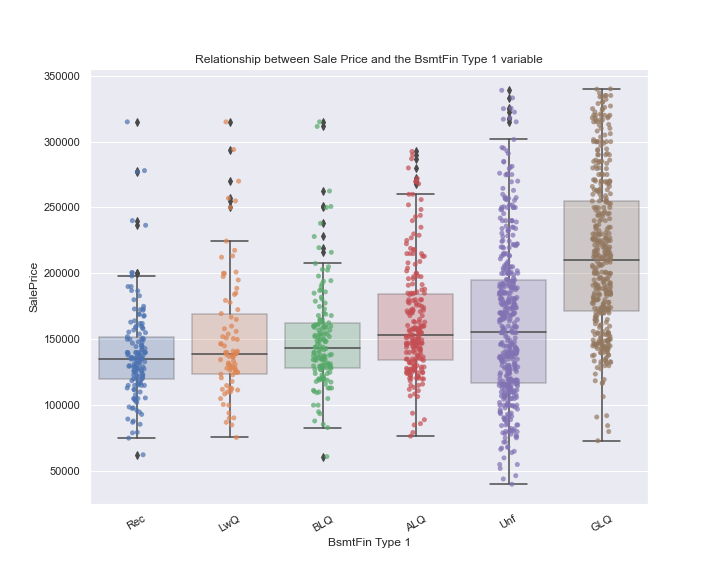 Relationship between Sale Price and the BsmtFin Type 1 variable
350000
300000
250000
200000
150000
100000
50000
SalePrice
Rec
LwQ
BLQ
ALQ
Unf
GLQ
BsmtFin Type 1